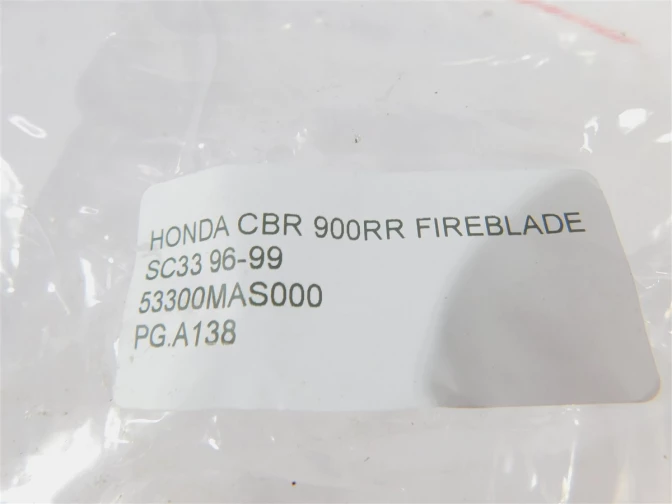 HONDA CBR 900RR FIREBLADE
SC33 96-99
53300MAS000
PG.A138